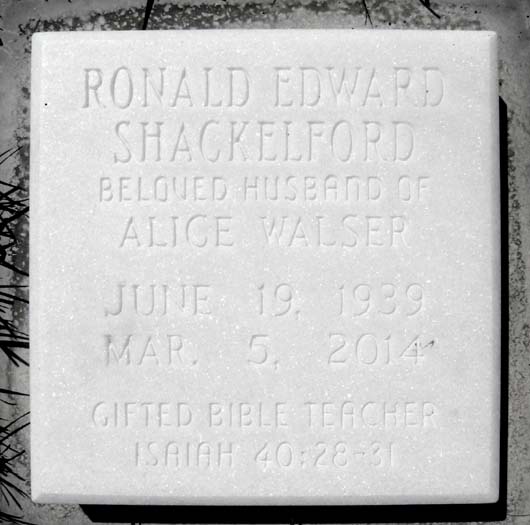 RONALD EDWARD
SHACKELFORD
BELOVED HUSBAND OF
ALICE WALSER
JUNE 19, 1939
MAR. 5, 2014
GIFTED BIBLE TEACHER
ISAIAH 40:28-31